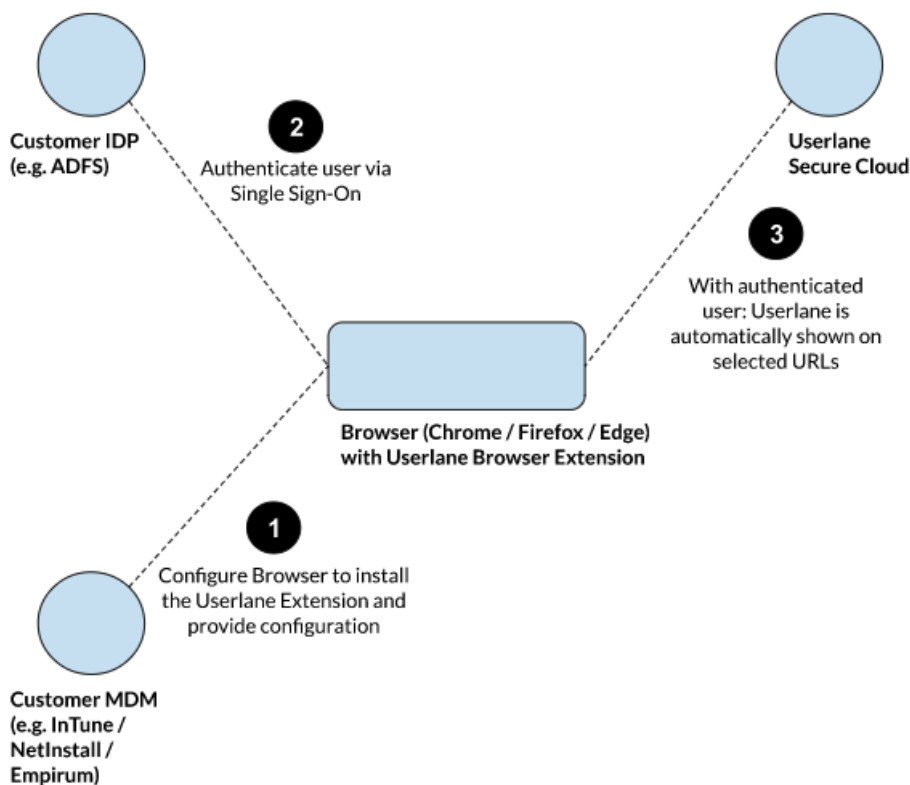 Customer IDP
(e.g. ADFS)
2
Authenticate user via
Single Sign-On
Userlane
Secure Cloud
3
With authenticated
user: Userlane is
automatically shown on
selected URLs
Browser (Chrome / Firefox / Edge)
with Userlane Browser Extension
1
Configure Browser to install
the Userlane Extension and
provide configuration
Customer MDM
(e.g. InTune /
NetInstall /
Empirum)